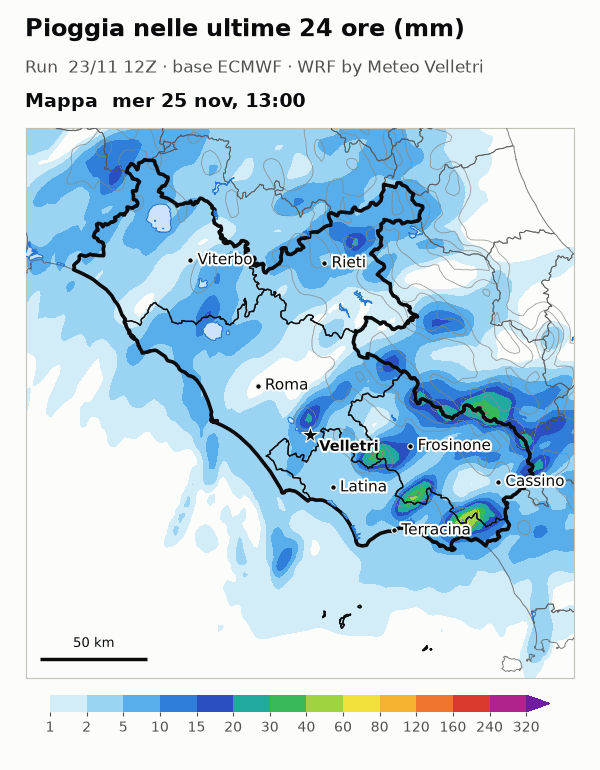 Pioggia nelle ultime 24 ore (mm)
Run  23/11 12Z · base ECMWF · WRF by Meteo Velletri
Mappa  mer 25 nov, 13:00
Viterbo
Rieti
Roma
Velletri
Frosinone
Latina
Cassino
Terracina
50 km
1 2 5 10 15 20 30 40 60 80 120 160 240 320